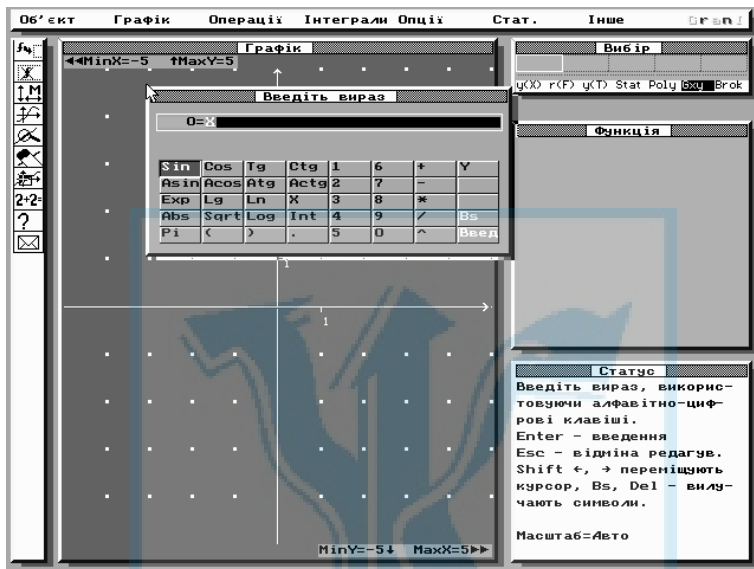 Об'єкт Графік Операції Інтеграли Опції Стат. Інше Gran1
Графік
◄◄MinX=-5 ↑MaxY=5
Введіть вираз
0=X
Sin Cos Tg Ctg 1 6 + Y
Asin Acos Atg Actg 2 7 -
Exp Lg Ln X 3 8 *
Abs Sqrt Log Int 4 9 / Bs
Pi ( ) . 5 0 ^ Введ
1
1
MinY=-5↓ MaxX=5►►
2+2=
?
Вибір
y(X) r(F) y(T) Stat Poly Gxy Brok
Функція
Статус
Введіть вираз, викорис-
товуючи алфавітно-циф-
рові клавіші.
Enter - введення
Esc - відміна редагув.
Shift ←, → переміщують
курсор, Bs, Del - вилу-
чають символи.
Масштаб=Авто